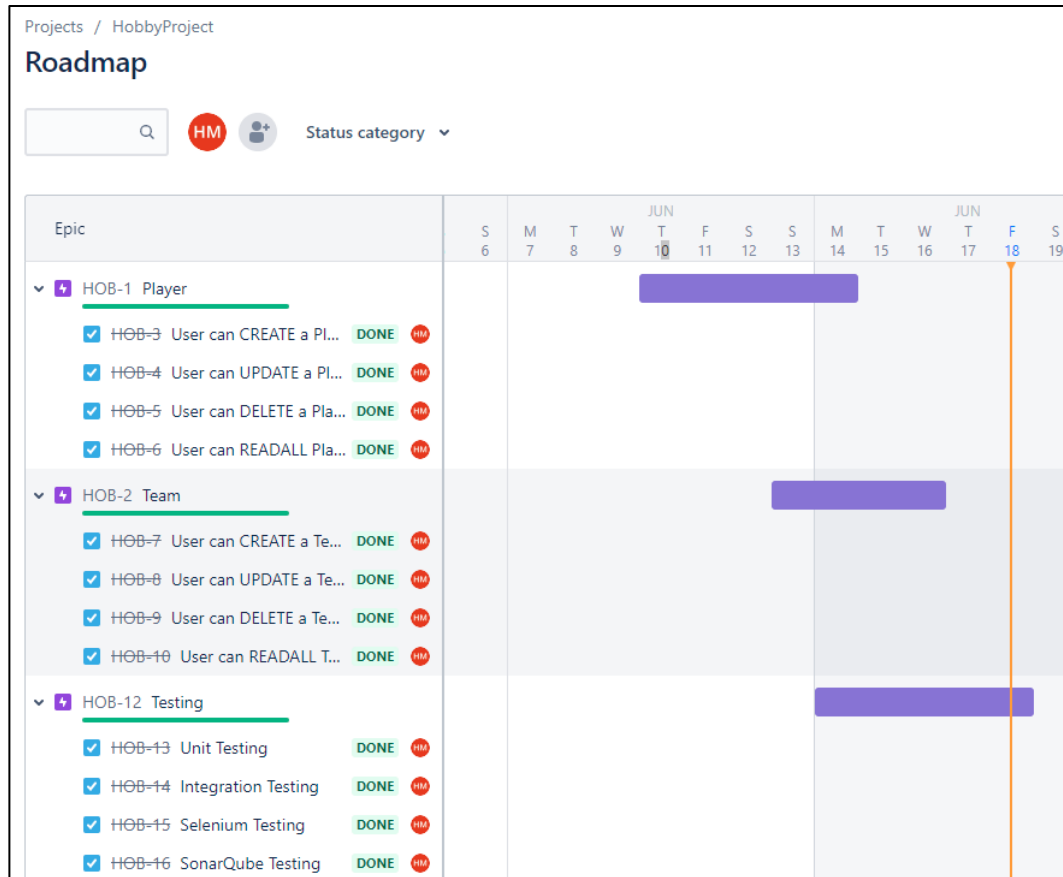 Projects / HobbyProject
Roadmap
HM Status category
Epic
JUN JUN
S M T W T F S S M T W T F S
6 7 8 9 10 11 12 13 14 15 16 17 18 19
HOB-1 Player
HOB-3 User can CREATE a Pl... DONE HM
HOB-4 User can UPDATE a Pl... DONE HM
HOB-5 User can DELETE a Pla... DONE HM
HOB-6 User can READALL Pla... DONE HM
HOB-2 Team
HOB-7 User can CREATE a Te... DONE HM
HOB-8 User can UPDATE a Te... DONE HM
HOB-9 User can DELETE a Te... DONE HM
HOB-10 User can READALL T... DONE HM
HOB-12 Testing
HOB-13 Unit Testing DONE HM
HOB-14 Integration Testing DONE HM
HOB-15 Selenium Testing DONE HM
HOB-16 SonarQube Testing DONE HM